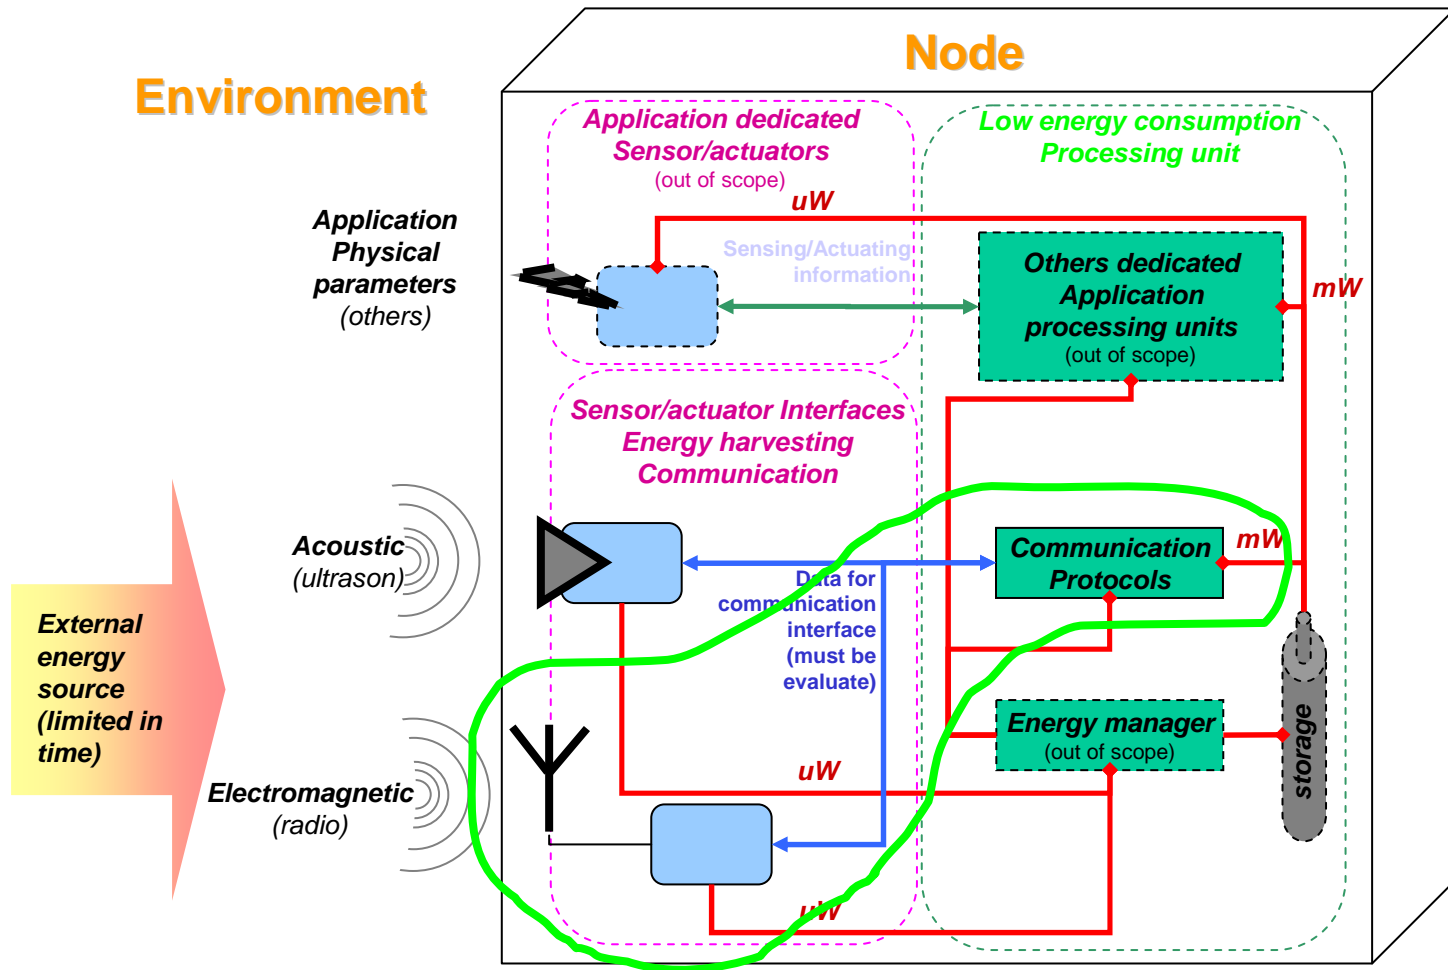 Environment
Node
Application dedicated
Sensor/actuators
(out of scope)
Low energy consumption
Processing unit
uW
Application
Physical
parameters
(others)
Sensing/Actuating
information
Others dedicated
Application
processing units
(out of scope)
mW
Sensor/actuator Interfaces
Energy harvesting
Communication
Acoustic
(ultrason)
Communication
Protocols
mW
Data for
communication
interface
(must be
evaluate)
External
energy
source
(limited in
time)
Energy manager
(out of scope)
storage
uW
Electromagnetic
(radio)
uW